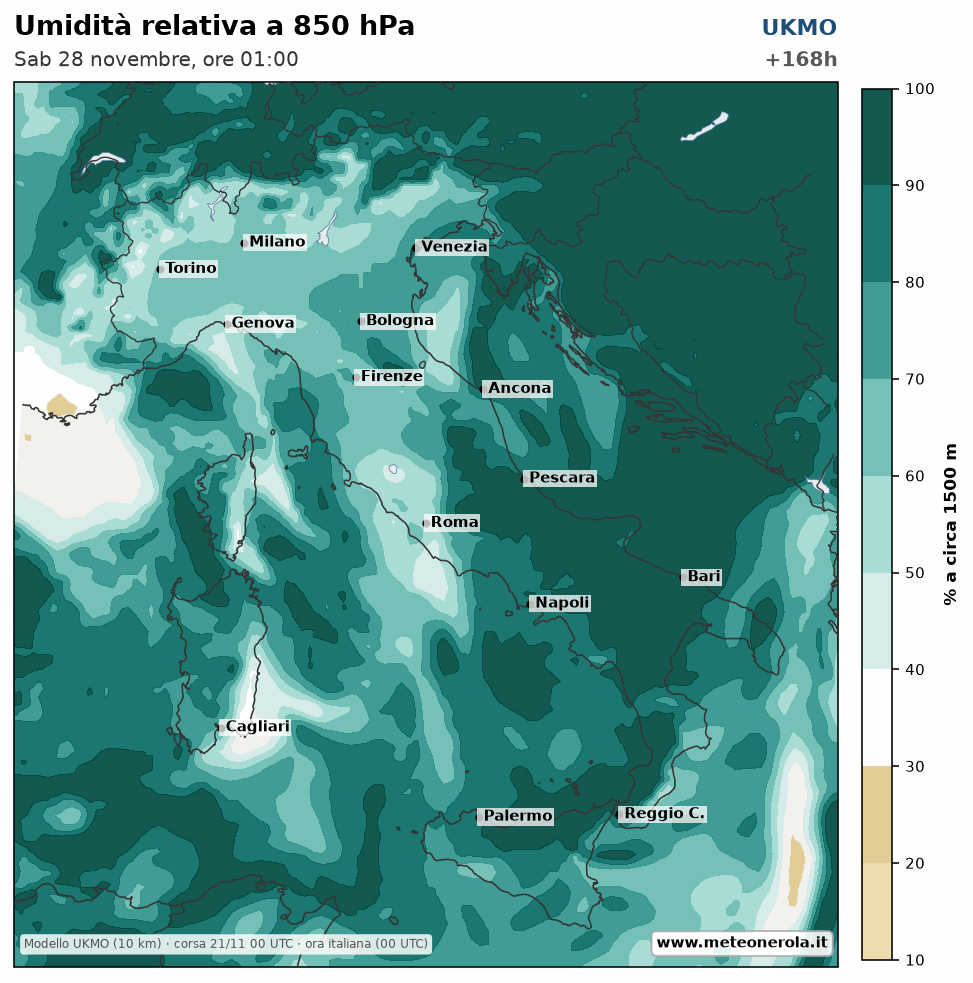 Umidità relativa a 850 hPa
UKMO
Sab 28 novembre, ore 01:00
+168h
100
90
80
70
60
50
40
30
20
10
% a circa 1500 m
Milano
Venezia
Torino
Genova
Bologna
Firenze
Ancona
Pescara
Roma
Bari
Napoli
Cagliari
Palermo
Reggio C.
Modello UKMO (10 km) · corsa 21/11 00 UTC · ora italiana (00 UTC)
www.meteonerola.it